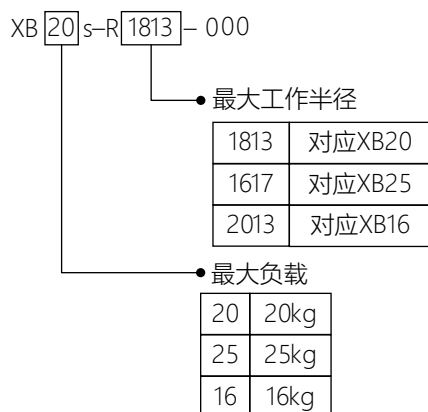 XB 20 s-R 1813 - 000
最大工作半径
1813 对应XB20
1617 对应XB25
2013 对应XB16
最大负载
20 20kg
25 25kg
16 16kg